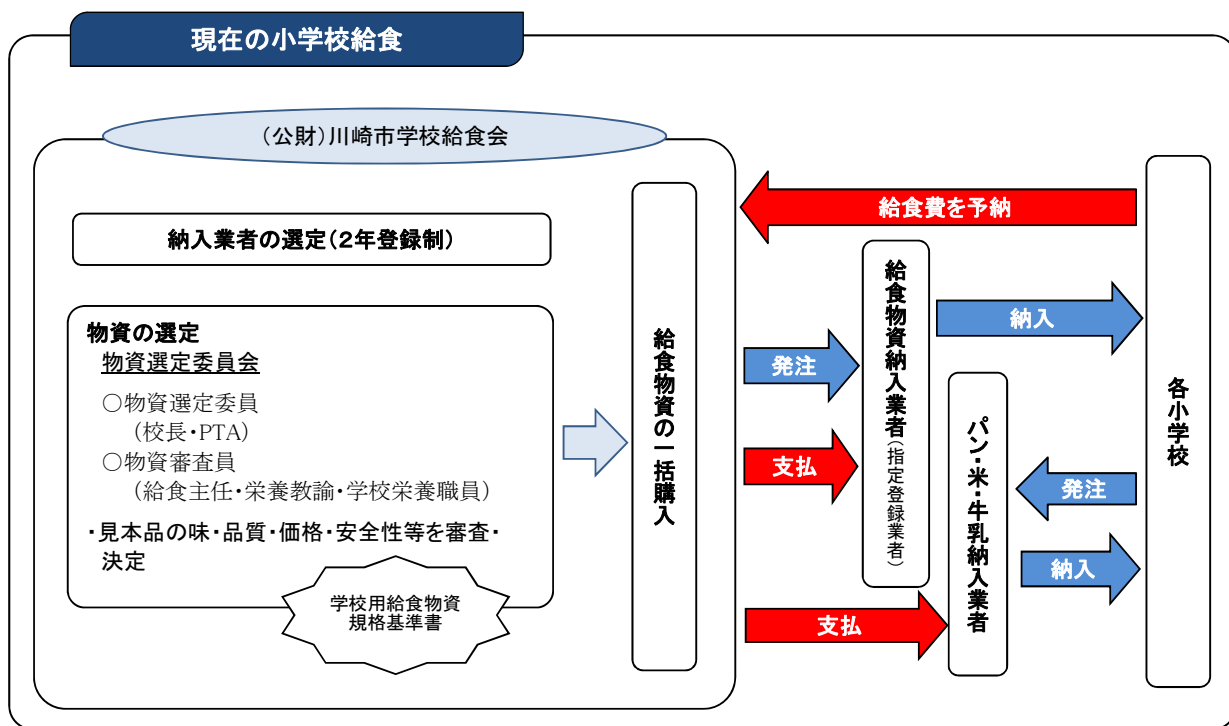 現在の小学校給食
(公財)川崎市学校給食会
納入業者の選定(2年登録制)
物資の選定
物資選定委員会
○物資選定委員
(校長・PTA)
○物資審査員
(給食主任・栄養教諭・学校栄養職員)
・見本品の味・品質・価格・安全性等を審査・
決定
学校用給食物資
規格基準書
給食物資の一括購入
給食費を予納
発注
支払
支払
給食物資納入業者(指定登録業者)
納入
パン・米・牛乳納入業者
発注
納入
各小学校